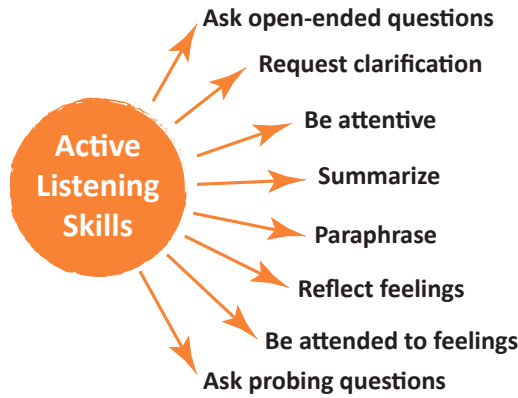 Active
Listening
Skills
Ask open-ended questions
Request clarification
Be attentive
Summarize
Paraphrase
Reflect feelings
Be attended to feelings
Ask probing questions